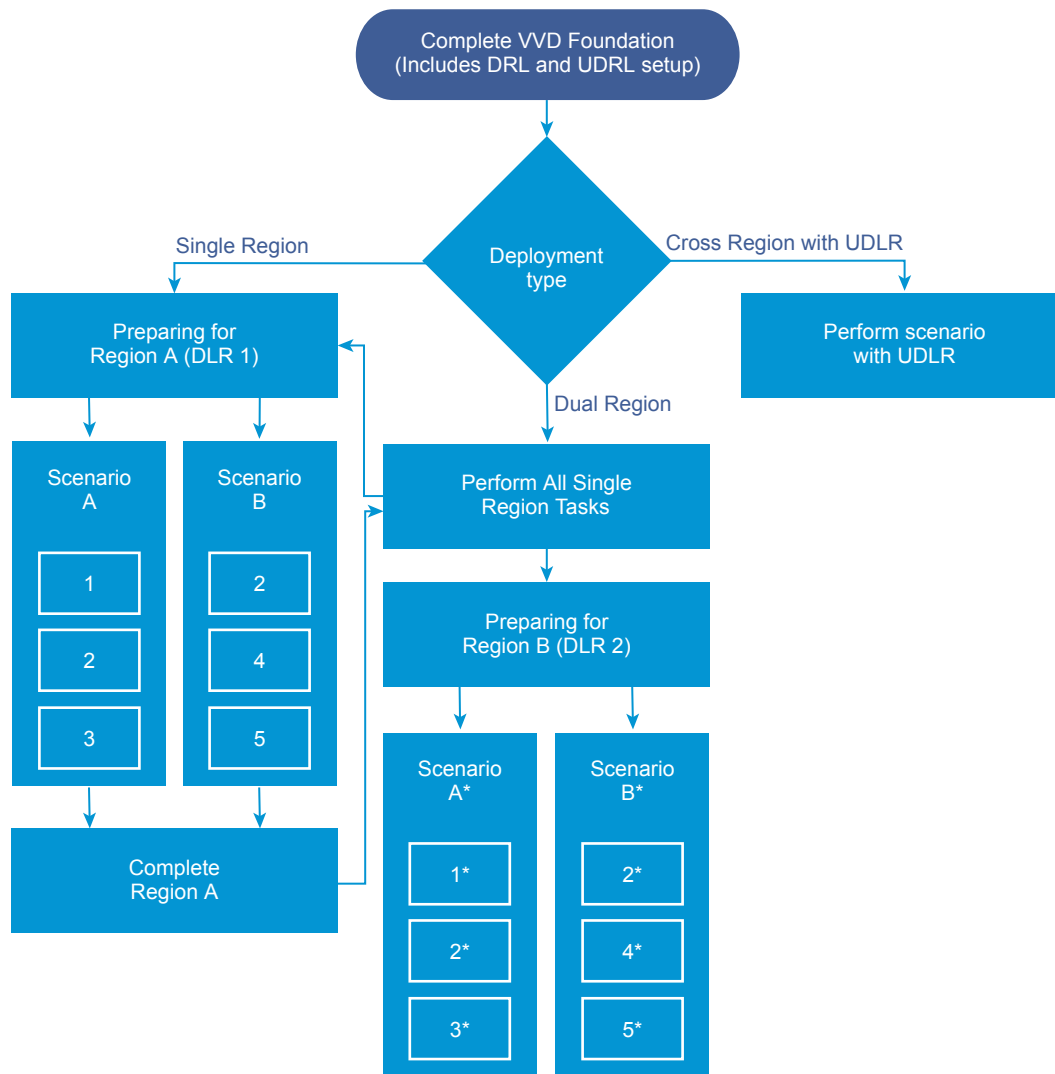 Complete VVD Foundation
(Includes DRL and UDRL setup)
Deployment
type
Single Region
Cross Region with UDLR
Dual Region
Preparing for
Region A (DLR 1)
Perform scenario
with UDLR
Scenario
A
1
2
3
Scenario
B
2
4
5
Complete
Region A
Perform All Single
Region Tasks
Preparing for
Region B (DLR 2)
Scenario
A*
1*
2*
3*
Scenario
B*
2*
4*
5*